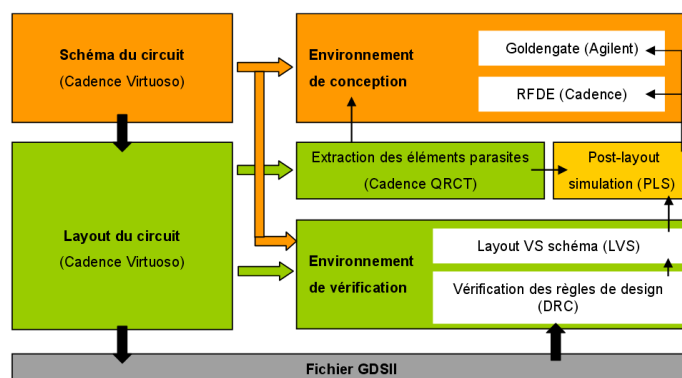 Schéma du circuit
(Cadence Virtuoso)
Environnement
de conception
Goldengate (Agilent)
RFDE (Cadence)
Extraction des éléments parasites
(Cadence QRCT)
Post-layout
simulation (PLS)
Layout du circuit
(Cadence Virtuoso)
Environnement
de vérification
Layout VS schéma (LVS)
Vérification des règles de design
(DRC)
Fichier GDSII